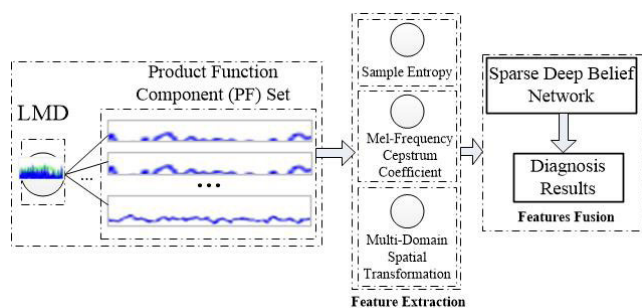 LMD
...
Product Function
Component (PF) Set
...
Sample Entropy
Mel-Frequency
Cepstrum
Coefficient
Multi-Domain
Spatial
Transformation
Feature Extraction
Sparse Deep Belief
Network
Diagnosis
Results
Features Fusion